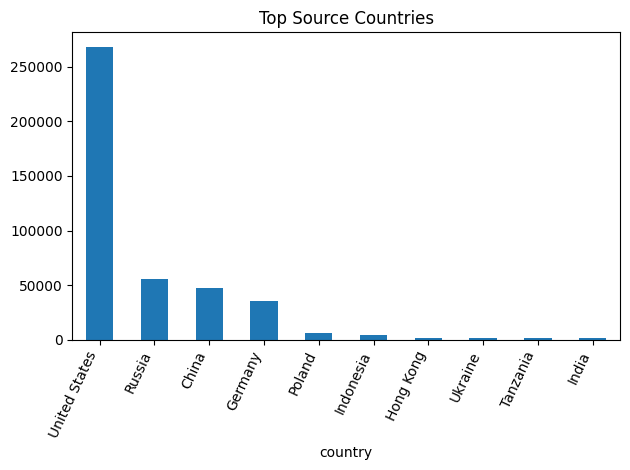 Top Source Countries
250000
200000
150000
100000
50000
0
United States
Russia
China
Germany
Poland
Indonesia
Hong Kong
Ukraine
Tanzania
India
country